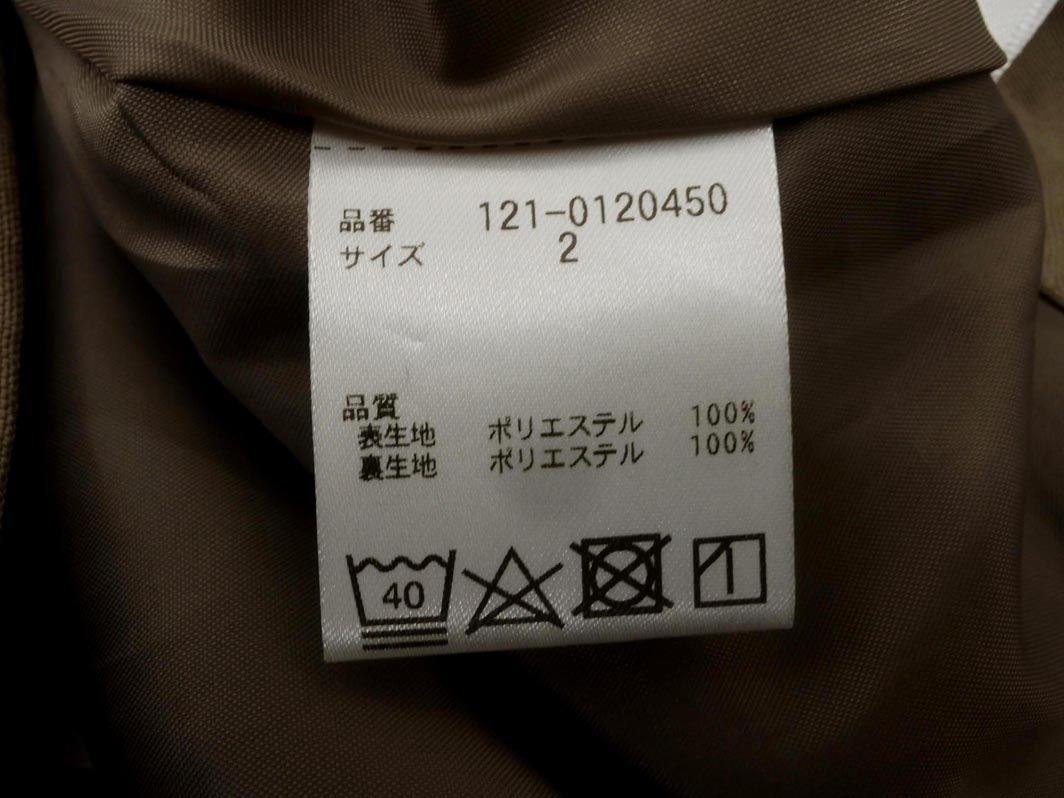 品番 121-0120450
サイズ 2
品質
表生地 ポリエステル 100%
裏生地 ポリエステル 100%
40